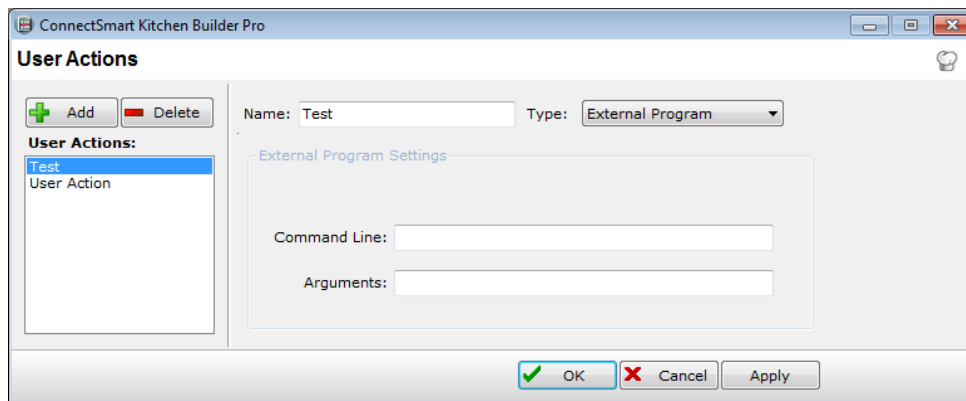 ConnectSmart Kitchen Builder Pro
User Actions
Add Delete
User Actions:
Test
User Action
Name: Test Type: External Program
External Program Settings
Command Line:
Arguments:
OK Cancel Apply